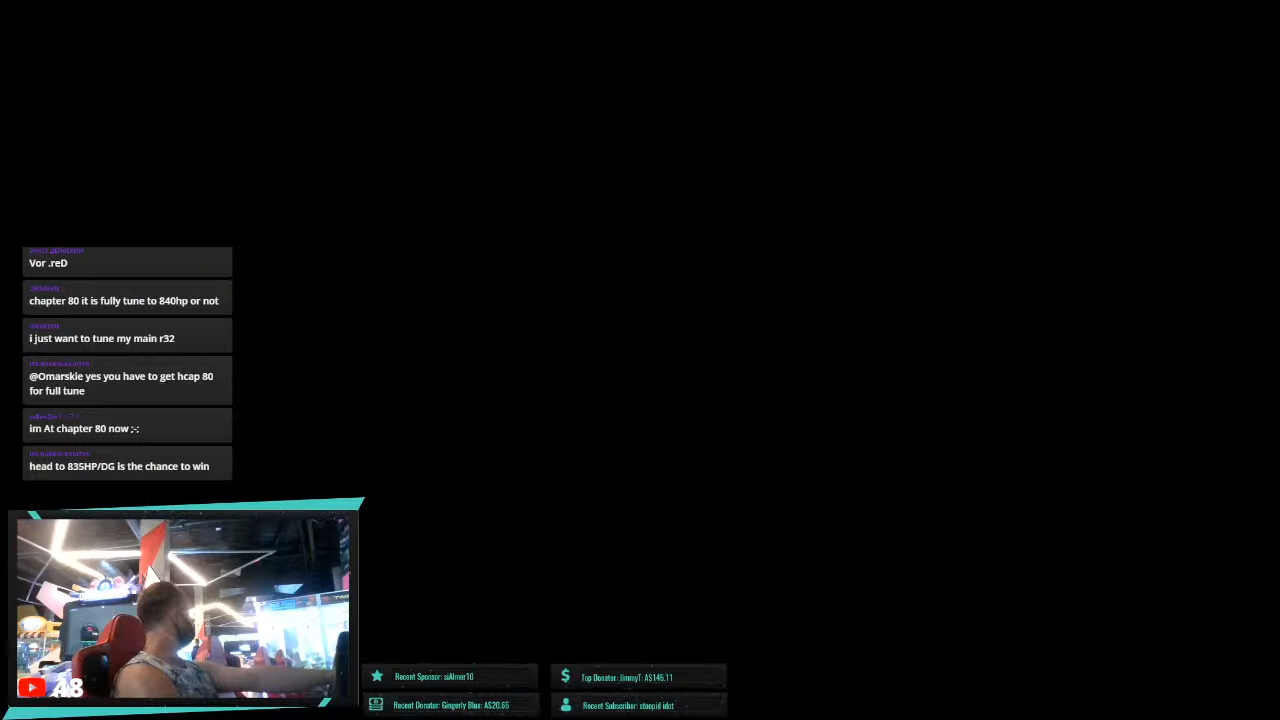 Vor .reD
chapter 80 it is fully tune to 840hp or not
i just want to tune my main r32
@Omarskie yes you have to get hcap 80
for full tune
im At chapter 80 now ;-;
head to 835HP/DG is the chance to win
48
Recent Sponsor: siAlmer10
Top Donator: JimmyT: A$145.11
Recent Donator: Gingerly Blue: A$20.65
Recent Subscriber: stoopid idot